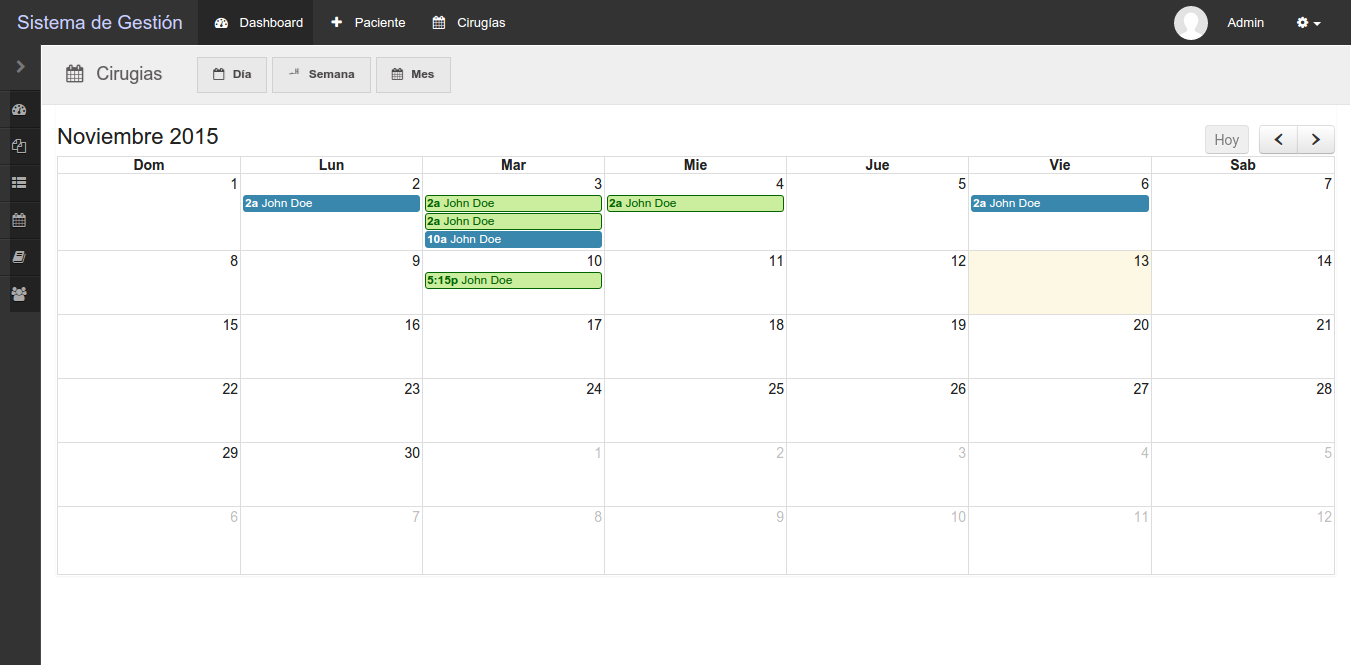 Sistema de Gestión Dashboard Paciente Cirugías Admin
Cirugias Día Semana Mes
Noviembre 2015 Hoy
Dom Lun Mar Mie Jue Vie Sab
1 2 3 4 5 6 7
2a John Doe 2a John Doe 2a John Doe 2a John Doe
2a John Doe
10a John Doe
8 9 10 11 12 13 14
5:15p John Doe
15 16 17 18 19 20 21
22 23 24 25 26 27 28
29 30 1 2 3 4 5
6 7 8 9 10 11 12